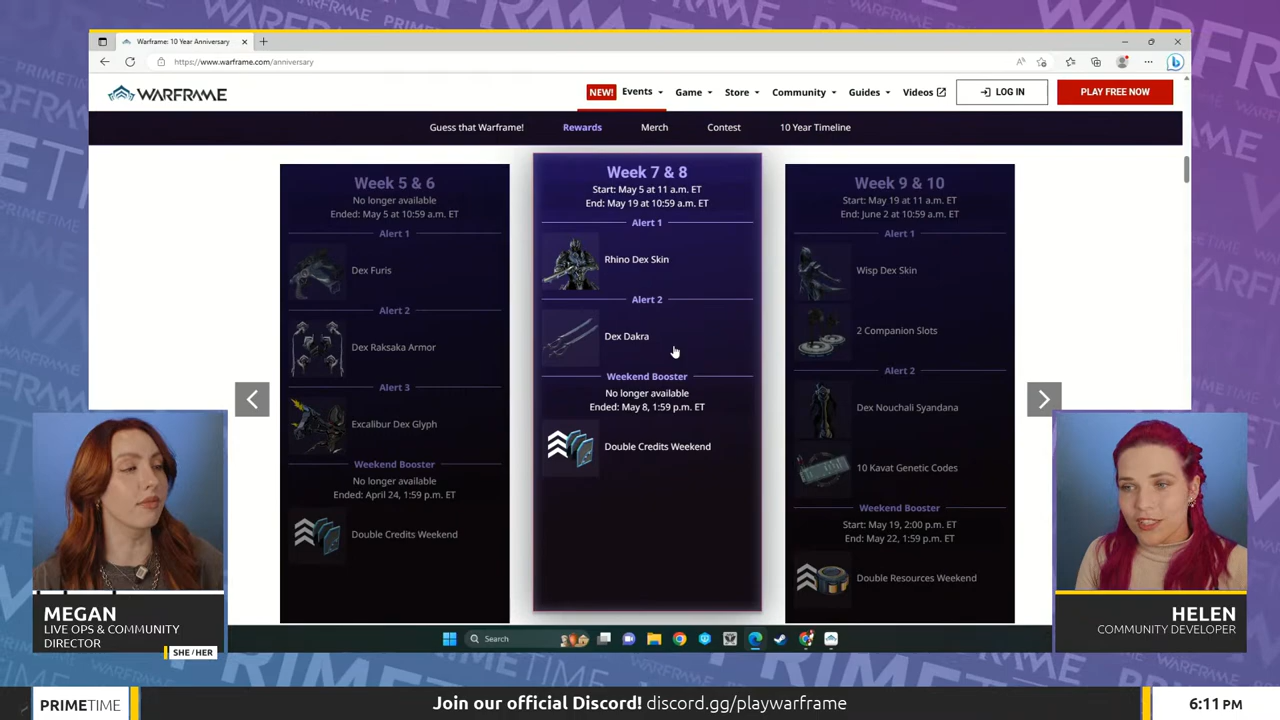 Warframe: 10 Year Anniversary
https://www.warframe.com/anniversary
WARFRAME
NEW!
Events
Game
Store
Community
Guides
Videos
LOG IN
PLAY FREE NOW
Guess that Warframe!
Rewards
Merch
Contest
10 Year Timeline
Week 5 & 6
No longer available
Ended: May 5 at 10:59 a.m. ET
Alert 1
Dex Furis
Alert 2
Dex Raksaka Armor
Alert 3
Excalibur Dex Glyph
Weekend Booster
No longer available
Ended: April 24, 1:59 p.m. ET
Double Credits Weekend
Week 7 & 8
Start: May 5 at 11 a.m. ET
End: May 19 at 10:59 a.m. ET
Alert 1
Rhino Dex Skin
Alert 2
Dex Dakra
Weekend Booster
No longer available
Ended: May 8, 1:59 p.m. ET
Double Credits Weekend
Week 9 & 10
Start: May 19 at 11 a.m. ET
End: June 2 at 10:59 a.m. ET
Alert 1
Wisp Dex Skin
2 Companion Slots
Alert 2
Dex Nouchali Syandana
10 Kavat Genetic Codes
Weekend Booster
Start: May 19, 2:00 p.m. ET
End: May 22, 1:59 p.m. ET
Double Resources Weekend
MEGAN
LIVE OPS & COMMUNITY
DIRECTOR
SHE / HER
HELEN
COMMUNITY DEVELOPER
Search
PRIMETIME
Join our official Discord! discord.gg/playwarframe
6:11 PM